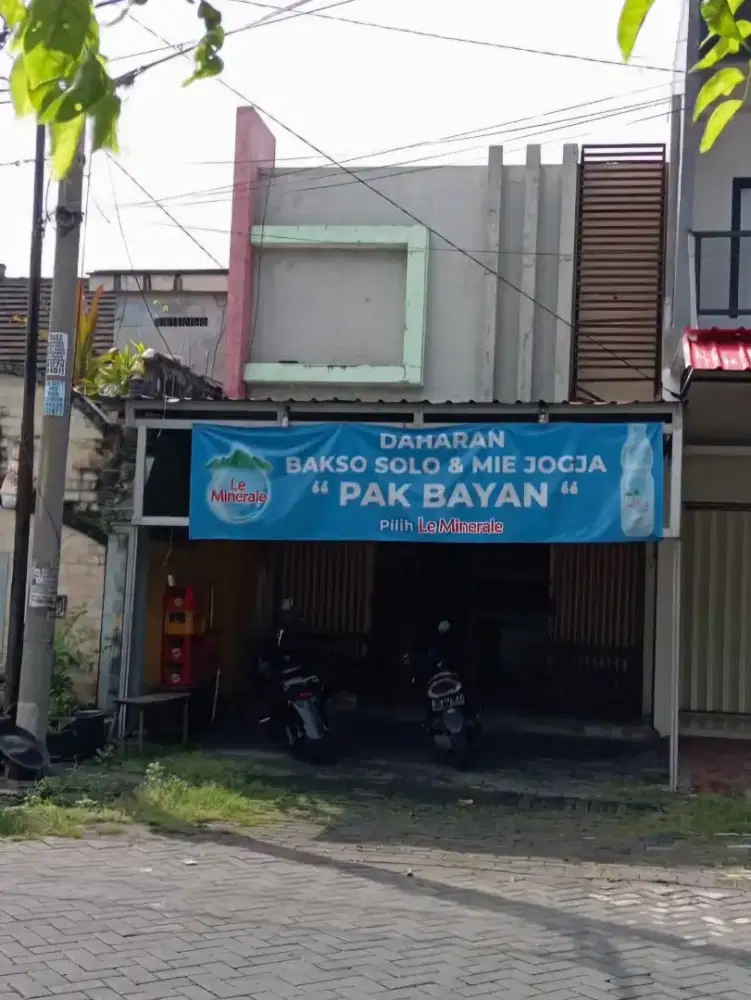 DAHARAN
BAKSO SOLO & MIE JOGJA
“ PAK BAYAN “
Pilih Le Minerale
Le
Minerale